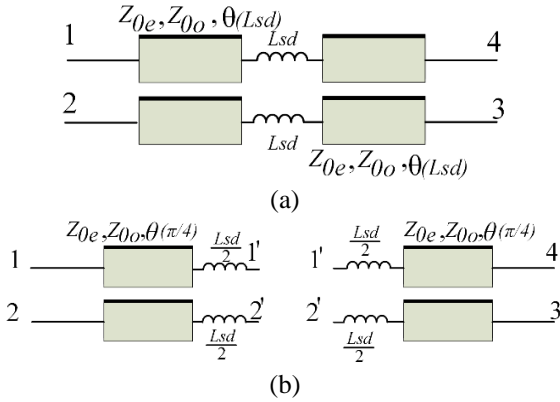 Z0e,Z0o,θ(Lsd)
1 Lsd 4
2 3
Lsd
Z0e,Z0o,θ(Lsd)
(a)
Z0e,Z0o,θ(π/4) Lsd/2 Lsd/2 Z0e,Z0o,θ(π/4)
1 1' 1' 4
2 2' 2' 3
Lsd/2 Lsd/2
(b)